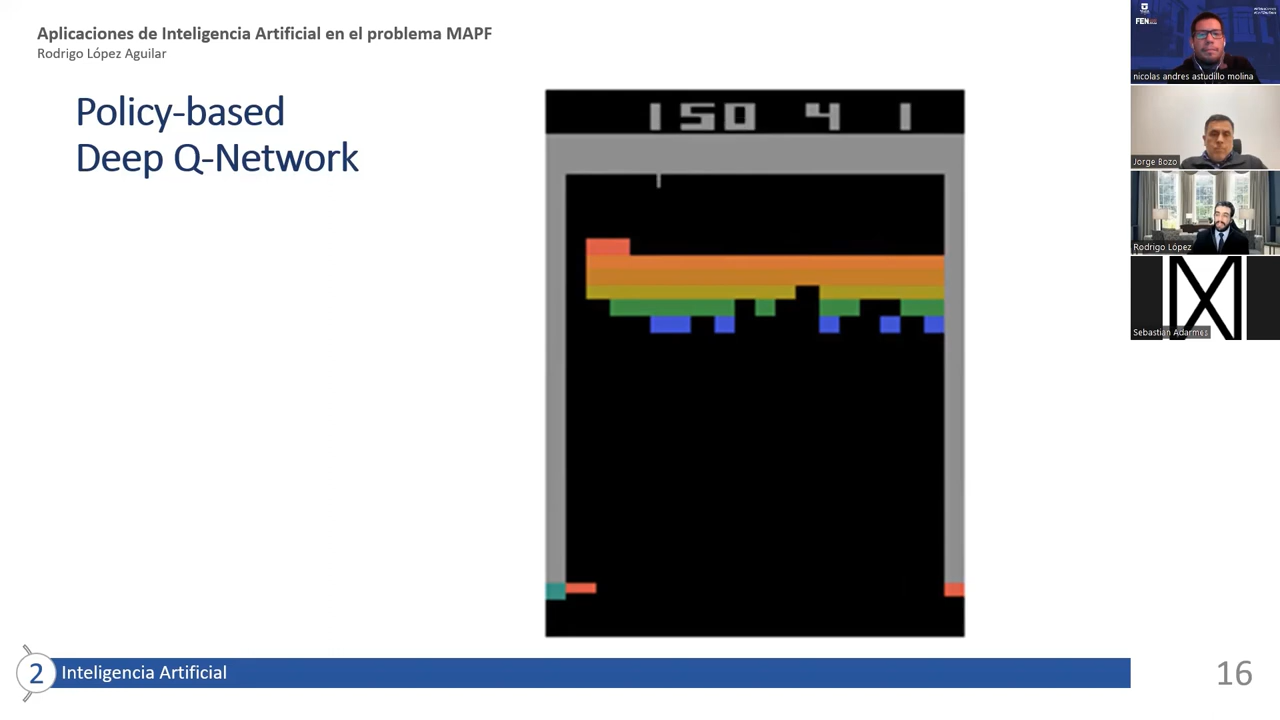 Aplicaciones de Inteligencia Artificial en el problema MAPF
Rodrigo López Aguilar
Policy-based
Deep Q-Network
150 4 1
2 Inteligencia Artificial
16
FEN
nicolas andres astudillo molina
Jorge Bozo
Rodrigo López
Sebastián Adarmes